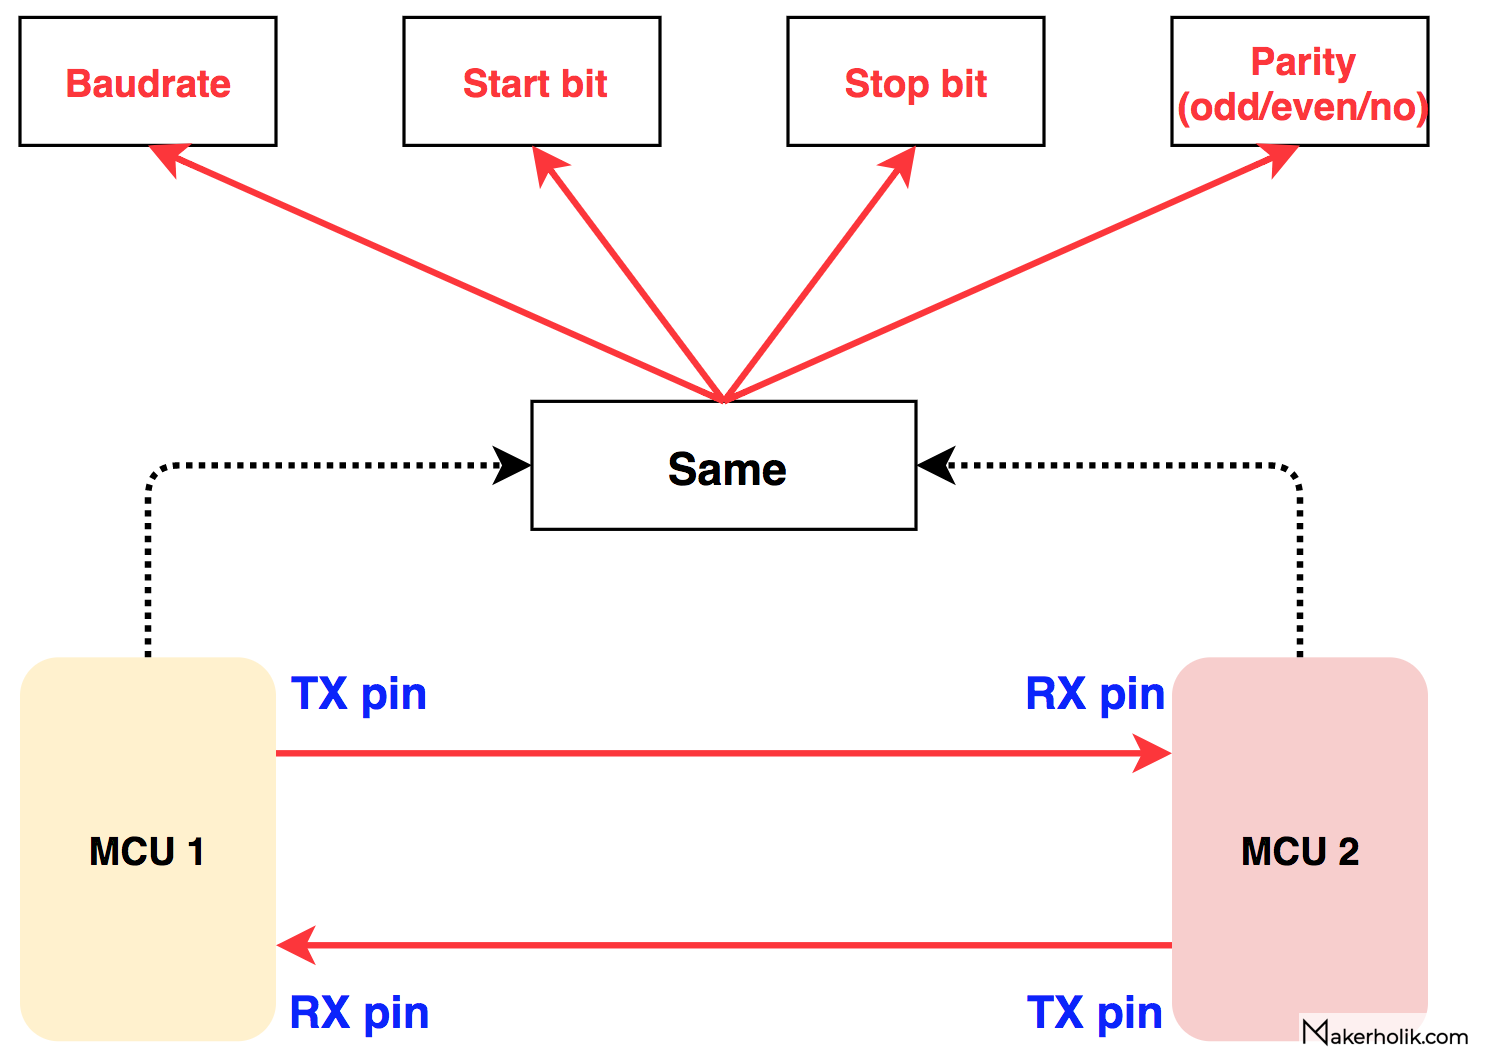 Baudrate
Start bit
Stop bit
Parity
(odd/even/no)
Same
TX pin
RX pin
MCU 1
MCU 2
RX pin
TX pin
Makerholik.com